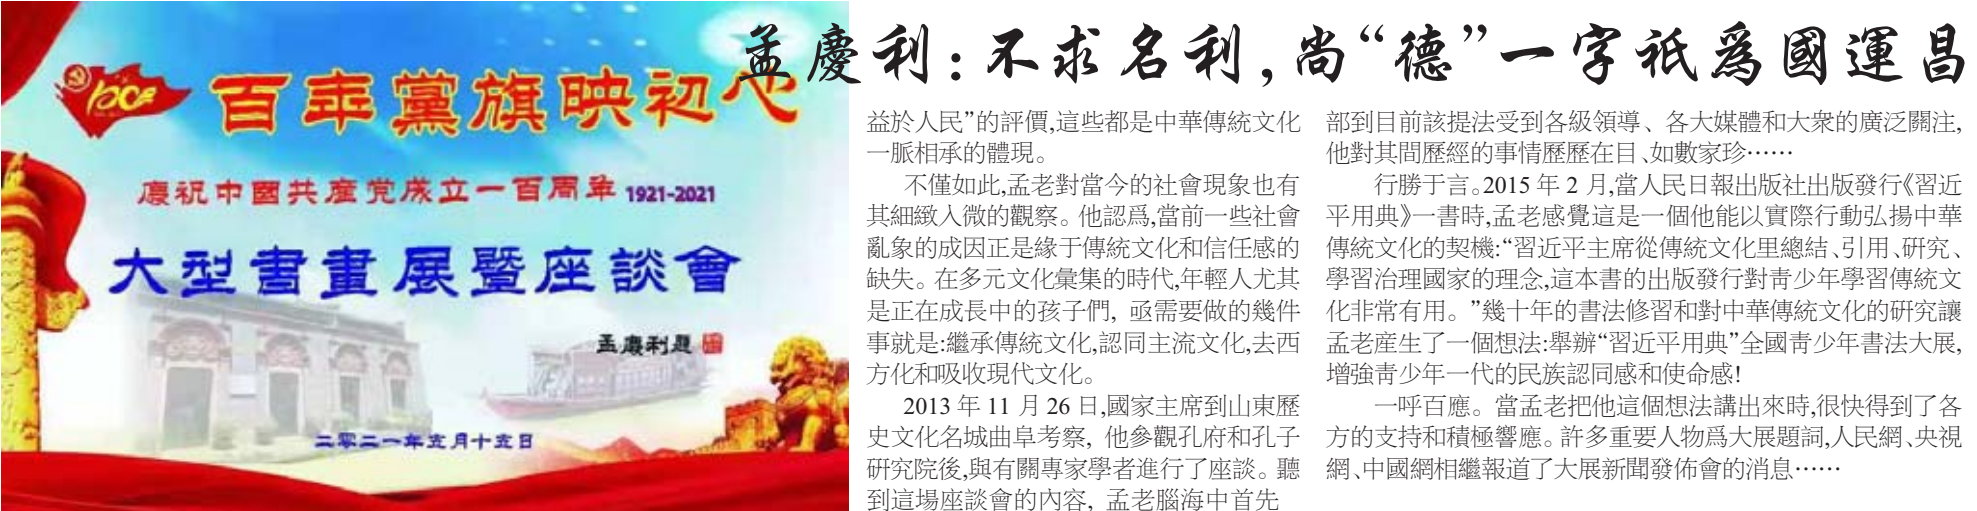 孟慶利：不求名利，尚“德”一字祇爲國運昌
100
百年黨旗映初心
慶祝中國共産党成立一百周年 1921-2021
大型書畫展暨座談會
孟慶利題
二零二一年五月十五日
益於人民”的評價,這些都是中華傳統文化
一脈相承的體現。
不僅如此,孟老對當今的社會現象也有
其細緻入微的觀察。他認爲,當前一些社會
亂象的成因正是緣于傳統文化和信任感的
缺失。在多元文化彙集的時代,年輕人尤其
是正在成長中的孩子們, 亟需要做的幾件
事就是:繼承傳統文化,認同主流文化,去西
方化和吸收現代文化。
2013 年 11 月 26 日,國家主席到山東歷
史文化名城曲阜考察, 他參觀孔府和孔子
研究院後,與有關專家學者進行了座談。聽
到這場座談會的內容, 孟老腦海中首先
部到目前該提法受到各級領導、各大媒體和大衆的廣泛關注,
他對其間歷經的事情歷歷在目、如數家珍……
行勝于言。2015 年 2 月,當人民日報出版社出版發行《習近
平用典》一書時,孟老感覺這是一個他能以實際行動弘揚中華
傳統文化的契機:“習近平主席從傳統文化里總結、引用、研究、
學習治理國家的理念,這本書的出版發行對青少年學習傳統文
化非常有用。”幾十年的書法修習和對中華傳統文化的研究讓
孟老産生了一個想法:舉辦“習近平用典”全國青少年書法大展,
增強青少年一代的民族認同感和使命感!
一呼百應。當孟老把他這個想法講出來時,很快得到了各
方的支持和積極響應。許多重要人物爲大展題詞,人民網、央視
網、中國網相繼報道了大展新聞發佈會的消息……